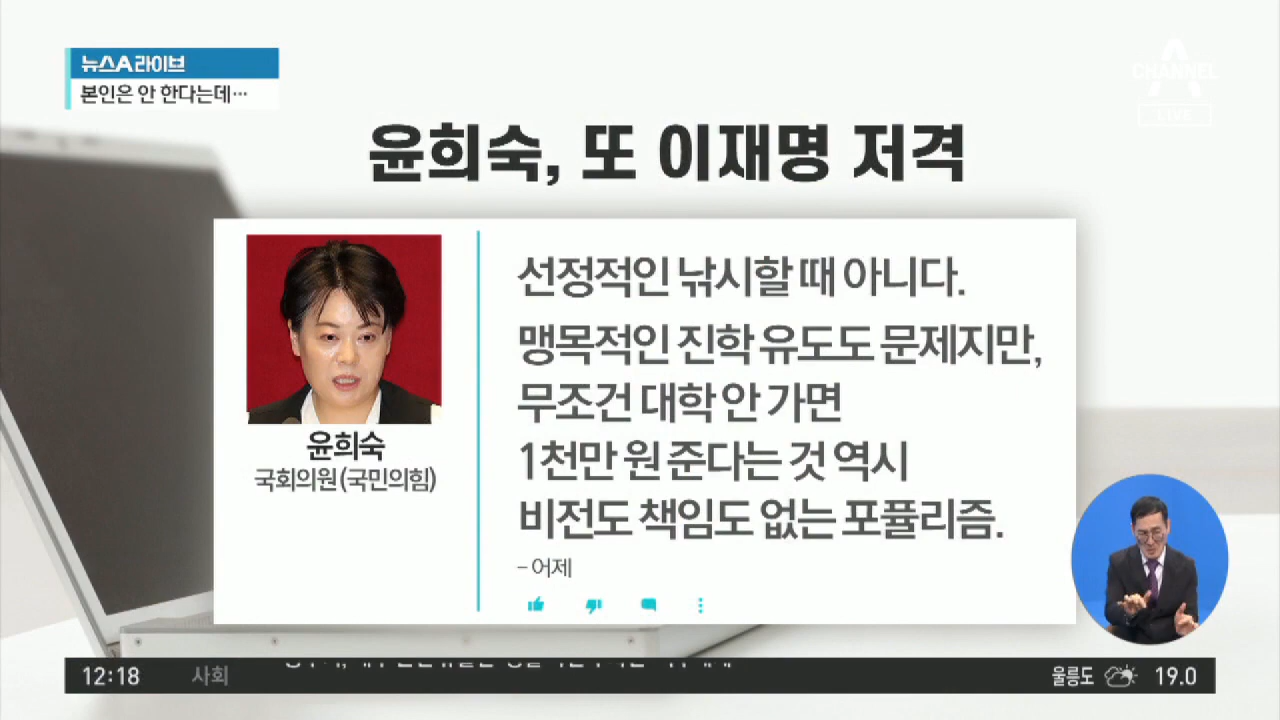 뉴스A 라이브
본인은 안 한다는데…
CHANNEL A
LIVE
윤희숙, 또 이재명 저격
윤희숙
국회의원(국민의힘)
선정적인 낚시할 때 아니다.
맹목적인 진학 유도도 문제지만,
무조건 대학 안 가면
1천만 원 준다는 것 역시
비전도 책임도 없는 포퓰리즘.
– 어제
12:18 사회
울릉도 19.0